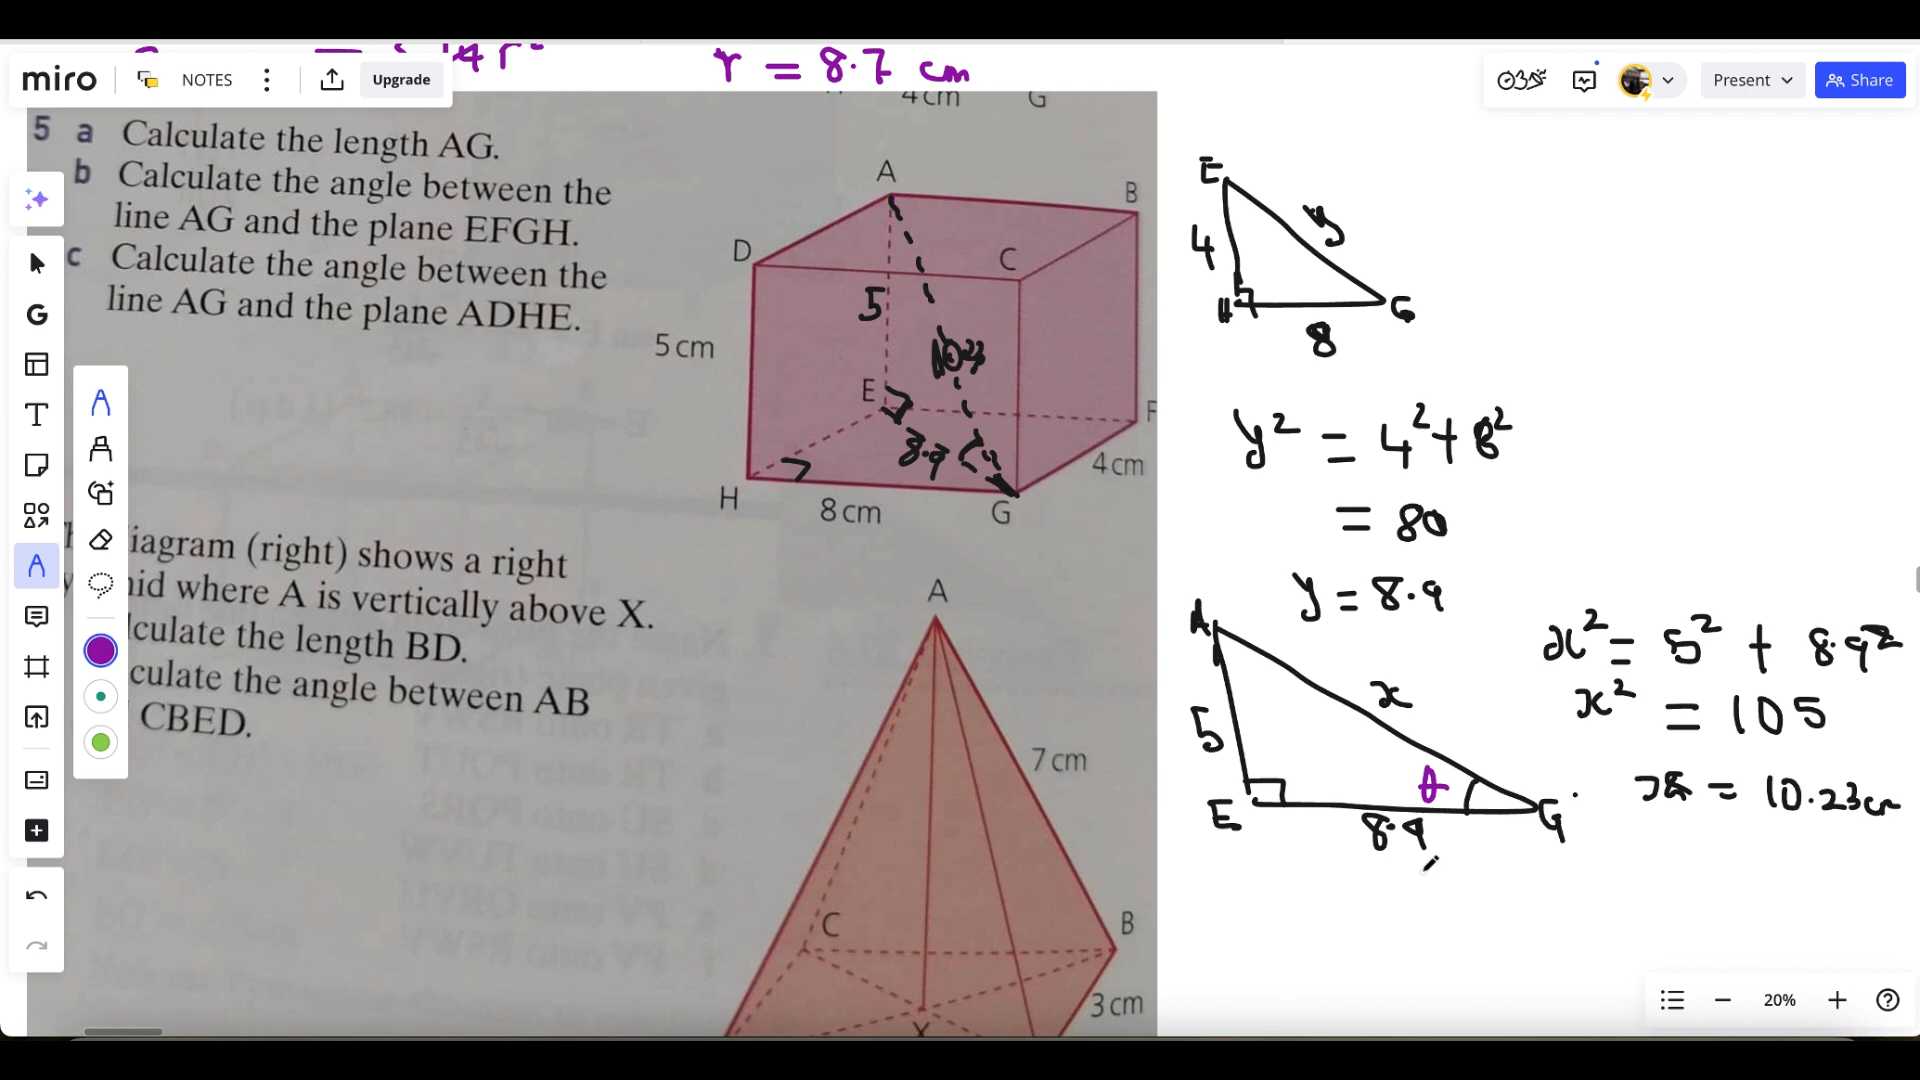 r = 8.7 cm
miro
NOTES
Upgrade
Present
Share
4 cm
G
5 a Calculate the length AG.
b Calculate the angle between the
line AG and the plane EFGH.
c Calculate the angle between the
line AG and the plane ADHE.
A
B
D
C
5
5 cm
E
F
8.9
4 cm
H
8 cm
G
iagram (right) shows a right
mid where A is vertically above X.
lculate the length BD.
culate the angle between AB
CBED.
A
7 cm
C
B
3 cm
X
E
y
4
H
G
8
y² = 4² + 8²
= 80
y = 8.9
A
x
5
θ
E
8.9
G
x² = 5² + 8.9²
x² = 105
x = 10.23cm
20%